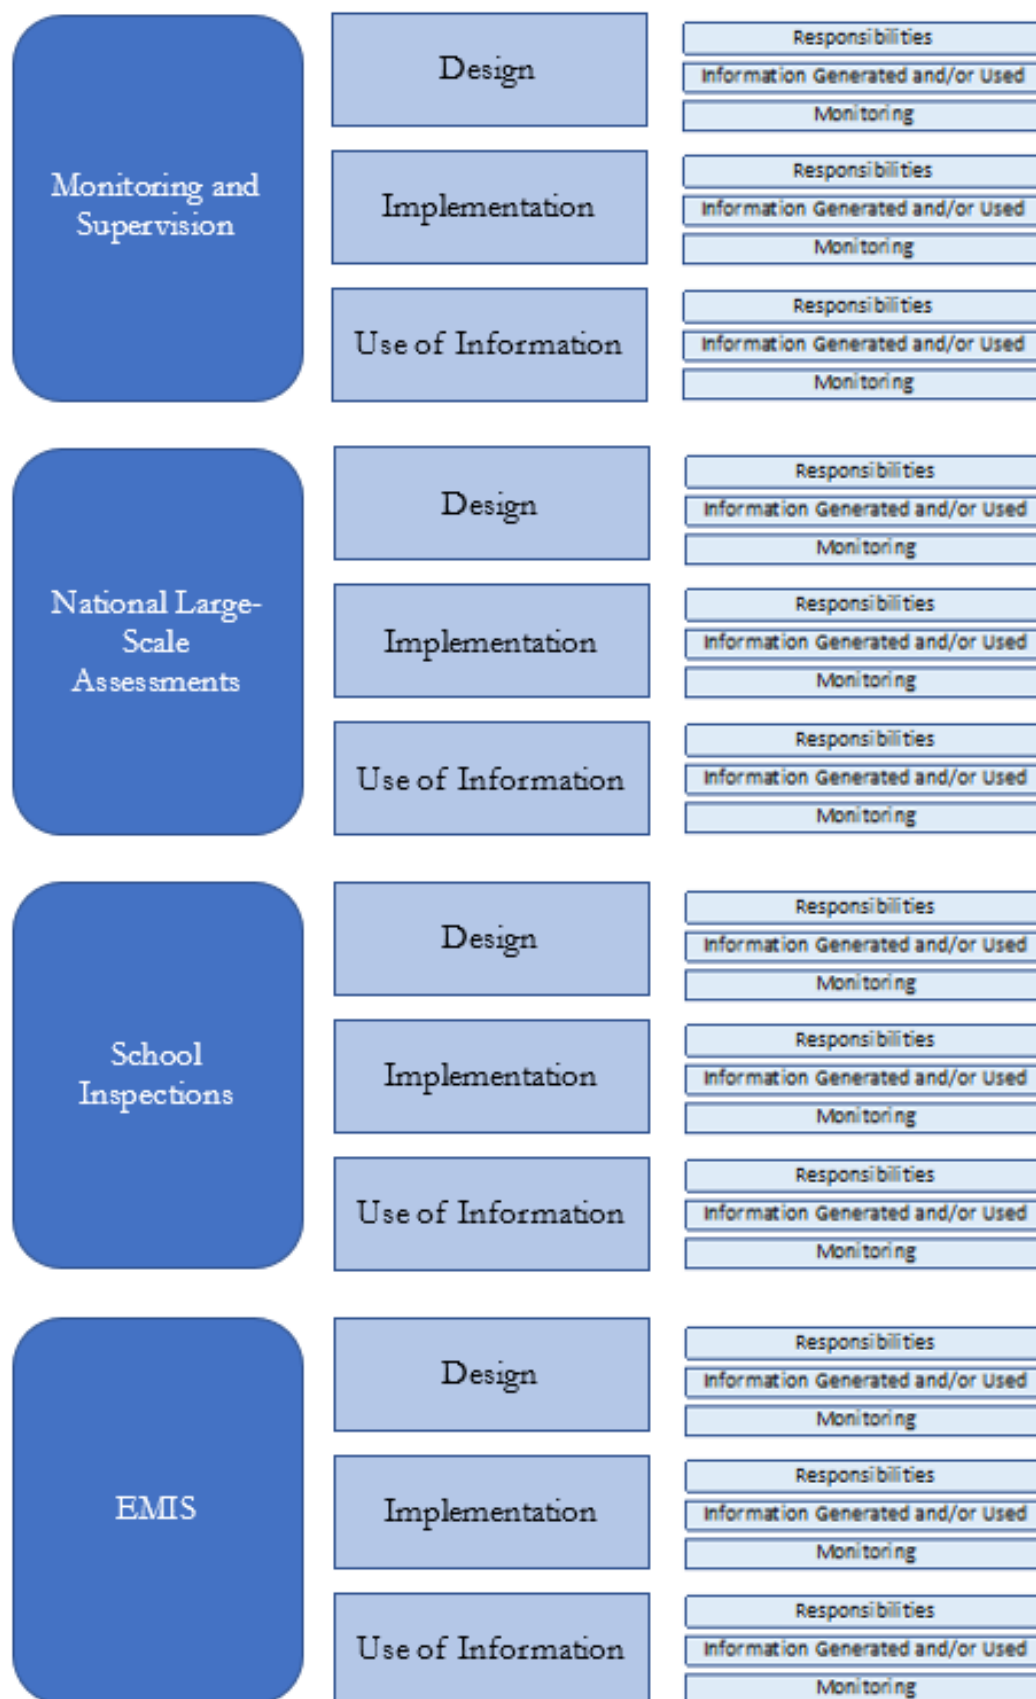 Monitoring and
Supervision
Design
Responsibilities
Information Generated and/or Used
Monitoring
Implementation
Responsibilities
Information Generated and/or Used
Monitoring
Use of Information
Responsibilities
Information Generated and/or Used
Monitoring
National Large-
Scale
Assessments
Design
Responsibilities
Information Generated and/or Used
Monitoring
Implementation
Responsibilities
Information Generated and/or Used
Monitoring
Use of Information
Responsibilities
Information Generated and/or Used
Monitoring
School
Inspections
Design
Responsibilities
Information Generated and/or Used
Monitoring
Implementation
Responsibilities
Information Generated and/or Used
Monitoring
Use of Information
Responsibilities
Information Generated and/or Used
Monitoring
EMIS
Design
Responsibilities
Information Generated and/or Used
Monitoring
Implementation
Responsibilities
Information Generated and/or Used
Monitoring
Use of Information
Responsibilities
Information Generated and/or Used
Monitoring